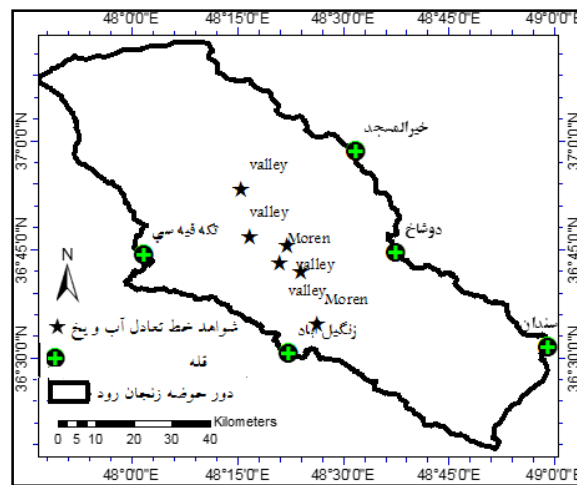 48°0'0"E 48°15'0"E 48°30'0"E 48°45'0"E 49°0'0"E
37°0'0"N
36°45'0"N
36°30'0"N
خیرالمسجد
valley
valley
تکه قیه سي
دوشاخ
Moren
valley
valley
Moren
زنگیل آباد
سندان
N
شواهد خط تعادل آب و یخ
قله
دور حوضه زنجان رود
Kilometers
0 5 10 20 30 40
37°0'0"N
36°45'0"N
36°30'0"N
48°0'0"E 48°15'0"E 48°30'0"E 48°45'0"E 49°0'0"E